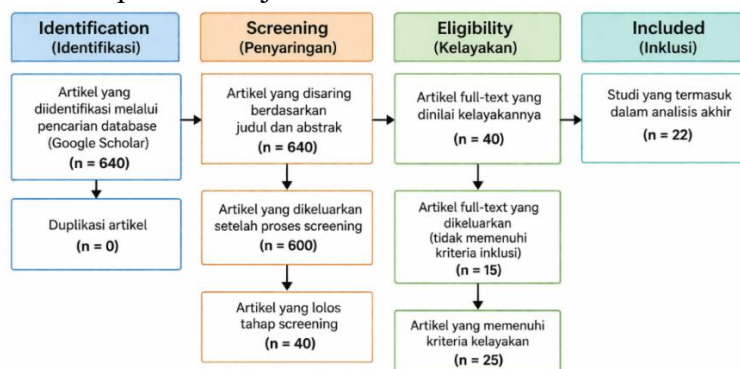 Identification
(Identifikasi)
Artikel yang
diidentifikasi melalui
pencarian database
(Google Scholar)
(n = 640)
Duplikasi artikel
(n = 0)
Screening
(Penyaringan)
Artikel yang disaring
berdasarkan
judul dan abstrak
(n = 640)
Artikel yang dikeluarkan
setelah proses screening
(n = 600)
Artikel yang lolos
tahap screening
(n = 40)
Eligibility
(Kelayakan)
Artikel full-text yang
dinilai kelayakannya
(n = 40)
Artikel full-text yang
dikeluarkan
(tidak memenuhi
kriteria inklusi)
(n = 15)
Artikel yang memenuhi
kriteria kelayakan
(n = 25)
Included
(Inklusi)
Studi yang termasuk
dalam analisis akhir
(n = 22)